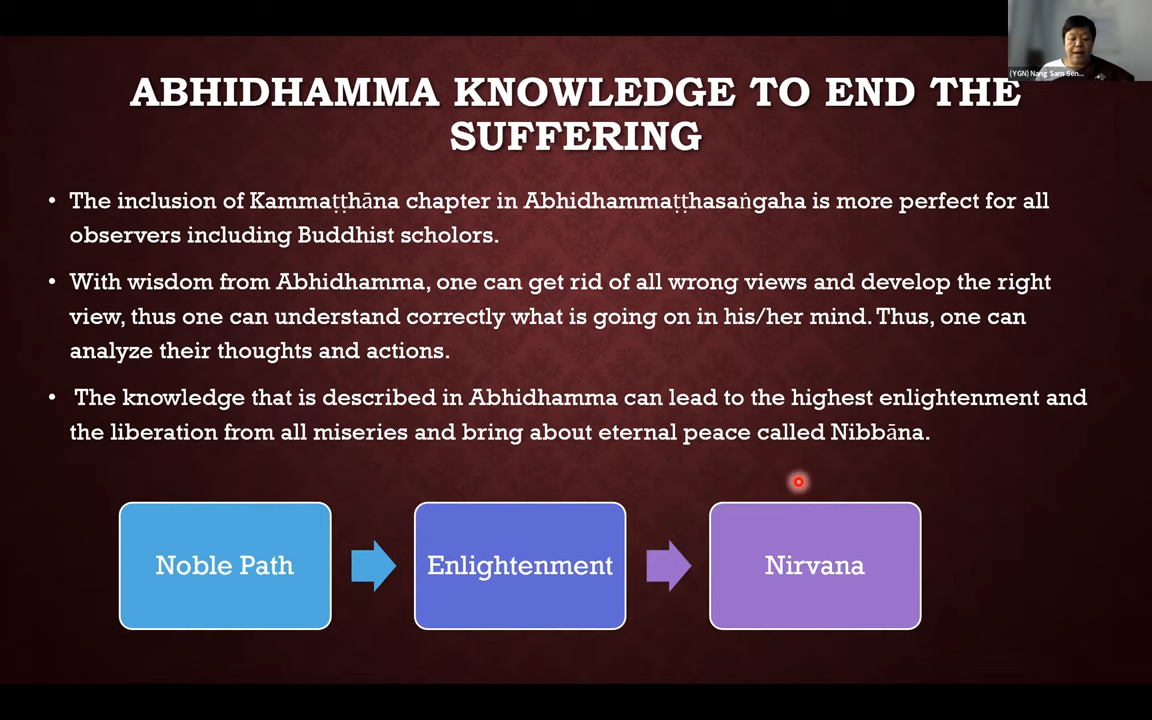 (YGN) Nang Sam Sen...
ABHIDHAMMA KNOWLEDGE TO END THE
SUFFERING
• The inclusion of Kammaṭṭhāna chapter in Abhidhammaṭṭhasaṅgaha is more perfect for all
observers including Buddhist scholors.
• With wisdom from Abhidhamma, one can get rid of all wrong views and develop the right
view, thus one can understand correctly what is going on in his/her mind. Thus, one can
analyze their thoughts and actions.
• The knowledge that is described in Abhidhamma can lead to the highest enlightenment and
the liberation from all miseries and bring about eternal peace called Nibbāna.
Noble Path
Enlightenment
Nirvana